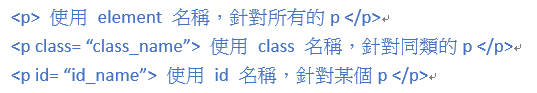 <p> 使用 element 名稱，針對所有的 p </p>
<p class= “class_name”> 使用 class 名稱，針對同類的 p </p>
<p id= “id_name”> 使用 id 名稱，針對某個 p </p>